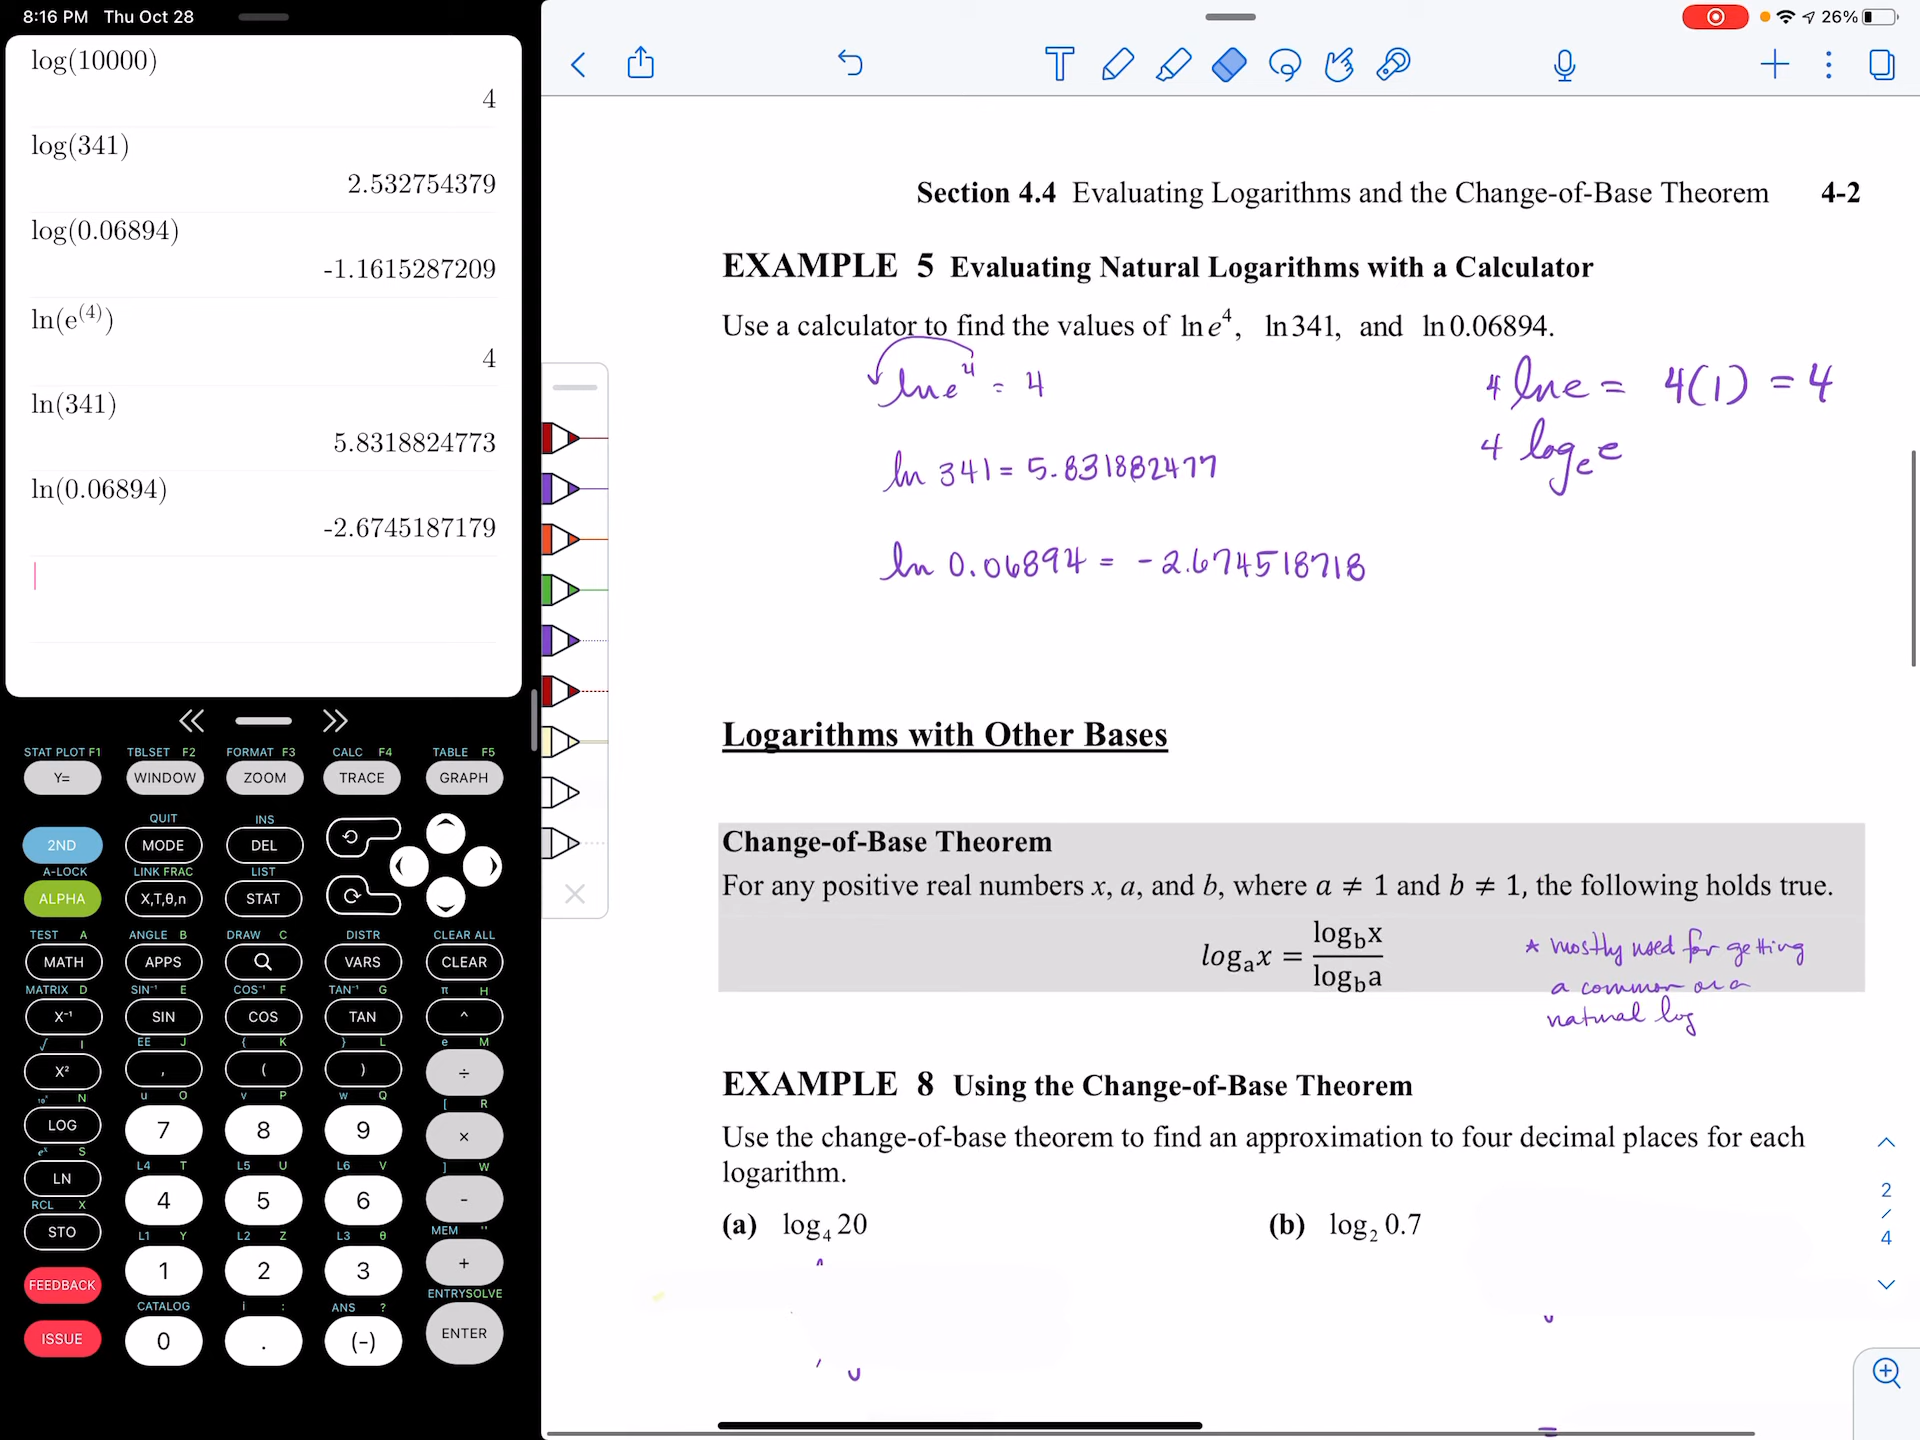 8:16 PM Thu Oct 28
26%
log(10000)
4
log(341)
2.532754379
log(0.06894)
-1.1615287209
ln(e^(4))
4
ln(341)
5.8318824773
ln(0.06894)
-2.6745187179
STAT PLOT F1 TBLSET F2 FORMAT F3 CALC F4 TABLE F5
Y= WINDOW ZOOM TRACE GRAPH
QUIT INS
2ND MODE DEL
A-LOCK LINK FRAC LIST
ALPHA X,T,θ,n STAT
TEST A ANGLE B DRAW C DISTR CLEAR ALL
MATH APPS VARS CLEAR
MATRIX D SIN⁻¹ E COS⁻¹ F TAN⁻¹ G π H
X⁻¹ SIN COS TAN ^
√ I EE J { K } L e M
X² , ( ) ÷
10ˣ N u O v P w Q [ R
LOG 7 8 9 ×
eˣ S L4 T L5 U L6 V ] W
LN 4 5 6 -
RCL X L1 Y L2 Z L3 θ MEM "
STO 1 2 3 +
FEEDBACK CATALOG i : ANS ? ENTRY SOLVE
ISSUE 0 . (-) ENTER
T
Section 4.4 Evaluating Logarithms and the Change-of-Base Theorem 4-2
EXAMPLE 5 Evaluating Natural Logarithms with a Calculator
Use a calculator to find the values of ln e⁴, ln 341, and ln 0.06894.
ln e⁴ = 4
4 ln e = 4(1) = 4
4 logₑ e
ln 341 = 5.831882477
ln 0.06894 = -2.674518718
Logarithms with Other Bases
Change-of-Base Theorem
For any positive real numbers x, a, and b, where a ≠ 1 and b ≠ 1, the following holds true.
logₐx = log_b x / log_b a
* mostly used for getting
a common or a
natural log
EXAMPLE 8 Using the Change-of-Base Theorem
Use the change-of-base theorem to find an approximation to four decimal places for each
logarithm.
(a) log₄ 20 (b) log₂ 0.7
2
/
4